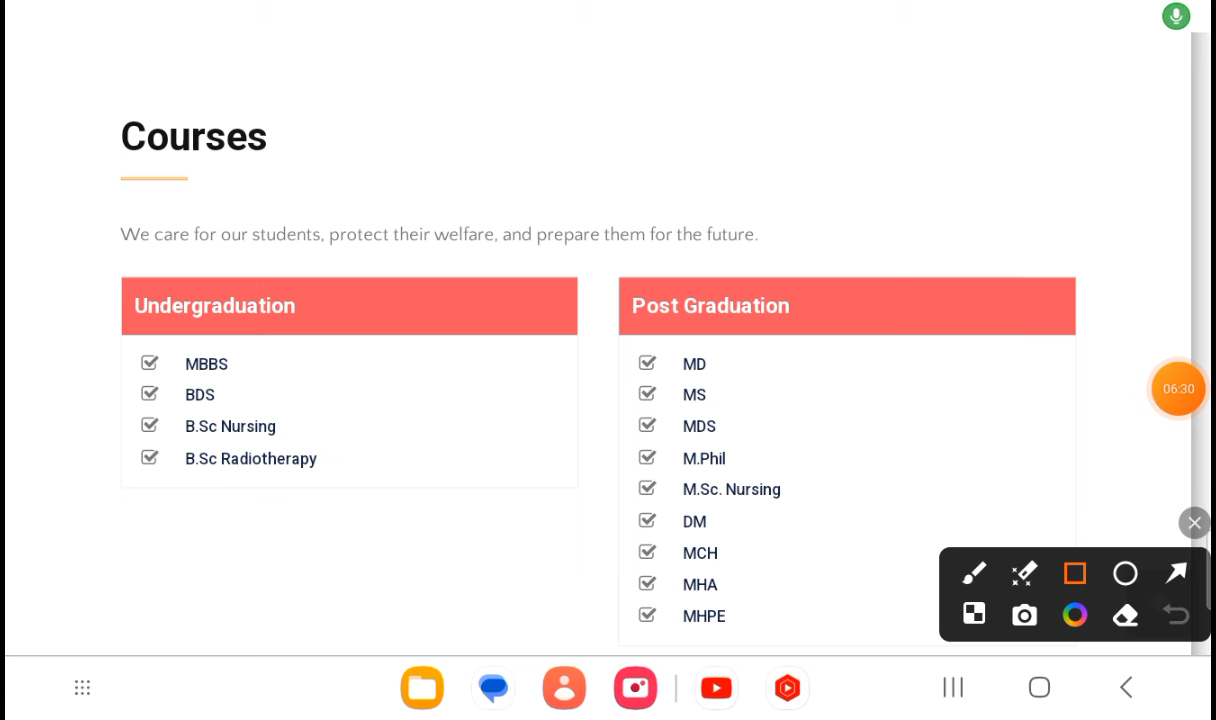 Courses
We care for our students, protect their welfare, and prepare them for the future.
Undergraduation
MBBS
BDS
B.Sc Nursing
B.Sc Radiotherapy
Post Graduation
MD
MS
MDS
M.Phil
M.Sc. Nursing
DM
MCH
MHA
MHPE
06:30